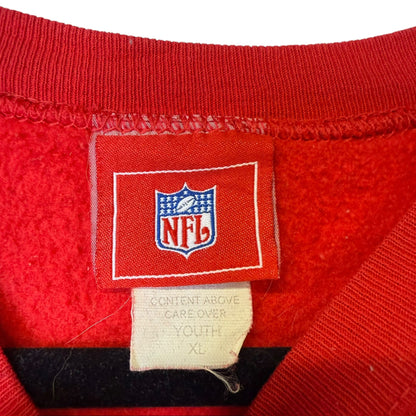 NFL
CONTENT ABOVE
CARE OVER
YOUTH
XL